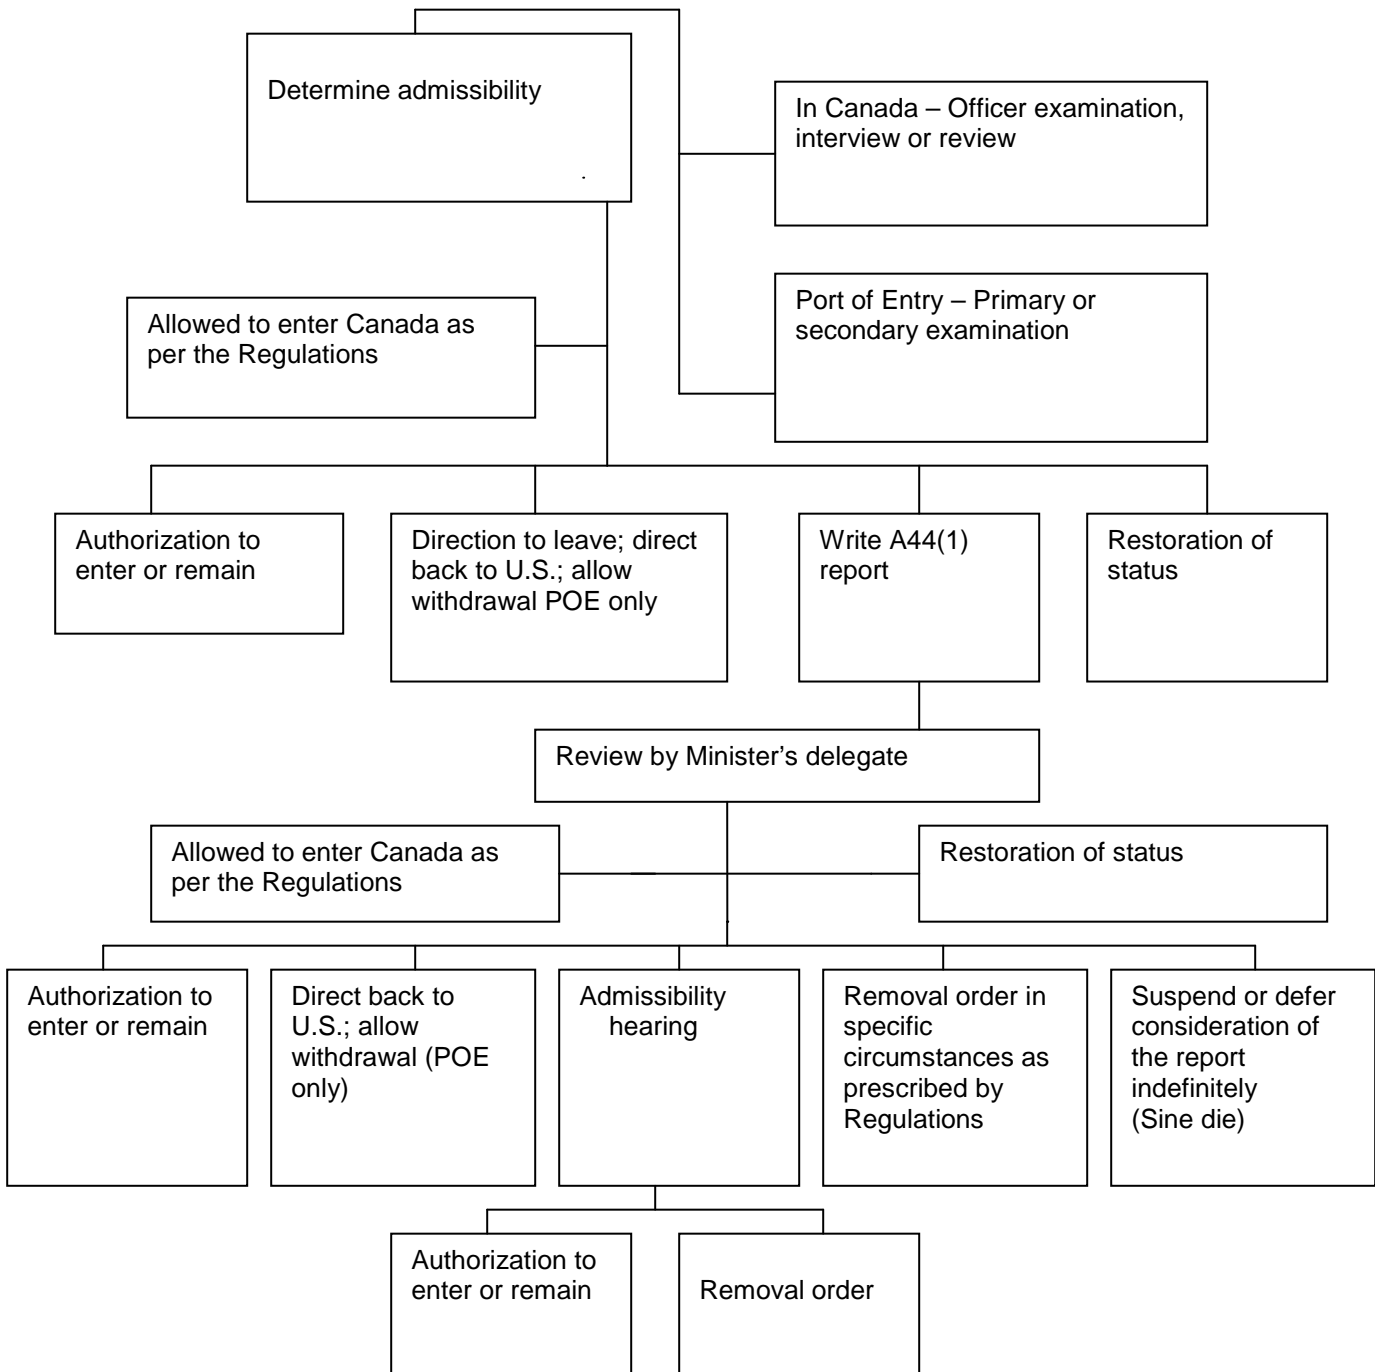 Determine admissibility
In Canada – Officer examination,
interview or review
Port of Entry – Primary or
secondary examination
Allowed to enter Canada as
per the Regulations
Authorization to
enter or remain
Direction to leave; direct
back to U.S.; allow
withdrawal POE only
Write A44(1)
report
Restoration of
status
Review by Minister’s delegate
Allowed to enter Canada as
per the Regulations
Restoration of status
Authorization to
enter or remain
Direct back to
U.S.; allow
withdrawal (POE
only)
Admissibility
hearing
Removal order in
specific
circumstances as
prescribed by
Regulations
Suspend or defer
consideration of
the report
indefinitely
(Sine die)
Authorization to
enter or remain
Removal order